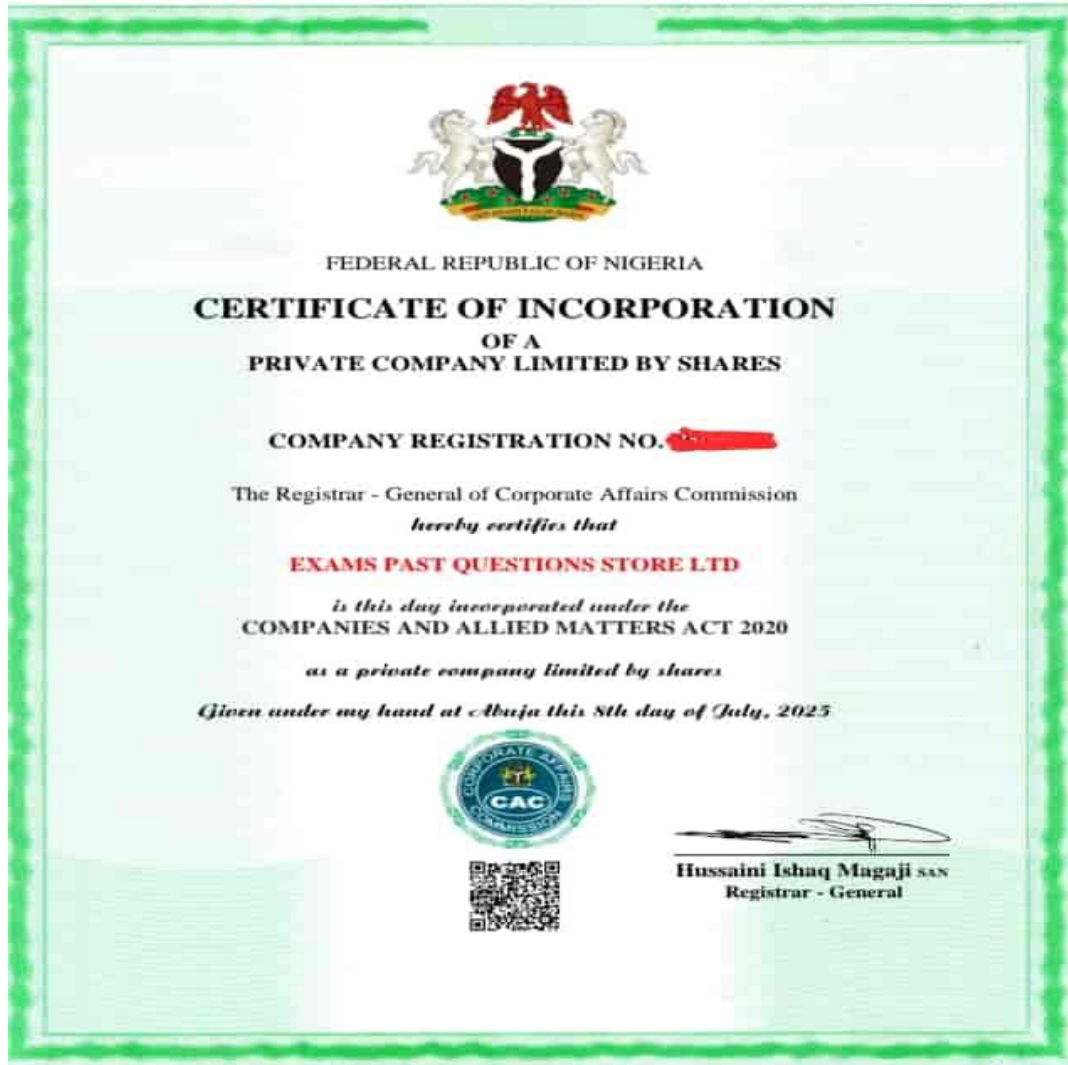 FEDERAL REPUBLIC OF NIGERIA
CERTIFICATE OF INCORPORATION
OF A
PRIVATE COMPANY LIMITED BY SHARES
COMPANY REGISTRATION NO.
The Registrar - General of Corporate Affairs Commission
hereby certifies that
EXAMS PAST QUESTIONS STORE LTD
is this day incorporated under the
COMPANIES AND ALLIED MATTERS ACT 2020
as a private company limited by shares
Given under my hand at Abuja this 8th day of July, 2025
CORPORATE AFFAIRS
CAC
COMMISSION
Hussaini Ishaq Magaji SAN
Registrar - General